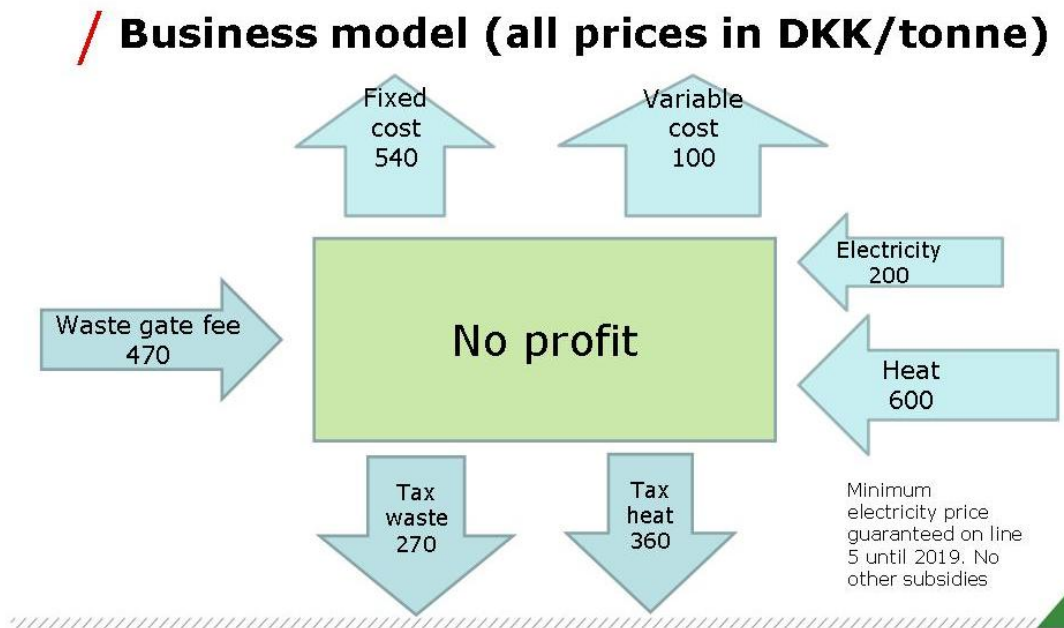 / Business model (all prices in DKK/tonne)
Fixed
cost
540
Variable
cost
100
Electricity
200
Waste gate fee
470
No profit
Heat
600
Tax
waste
270
Tax
heat
360
Minimum
electricity price
guaranteed on line
5 until 2019. No
other subsidies